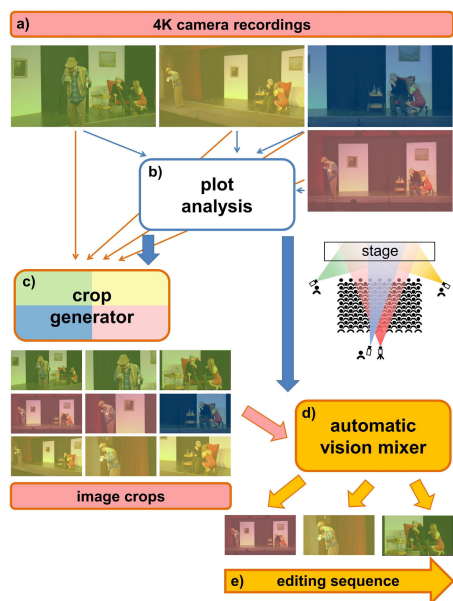 a) 4K camera recordings
b) plot
analysis
stage
c) crop
generator
d) automatic
vision mixer
image crops
e) editing sequence